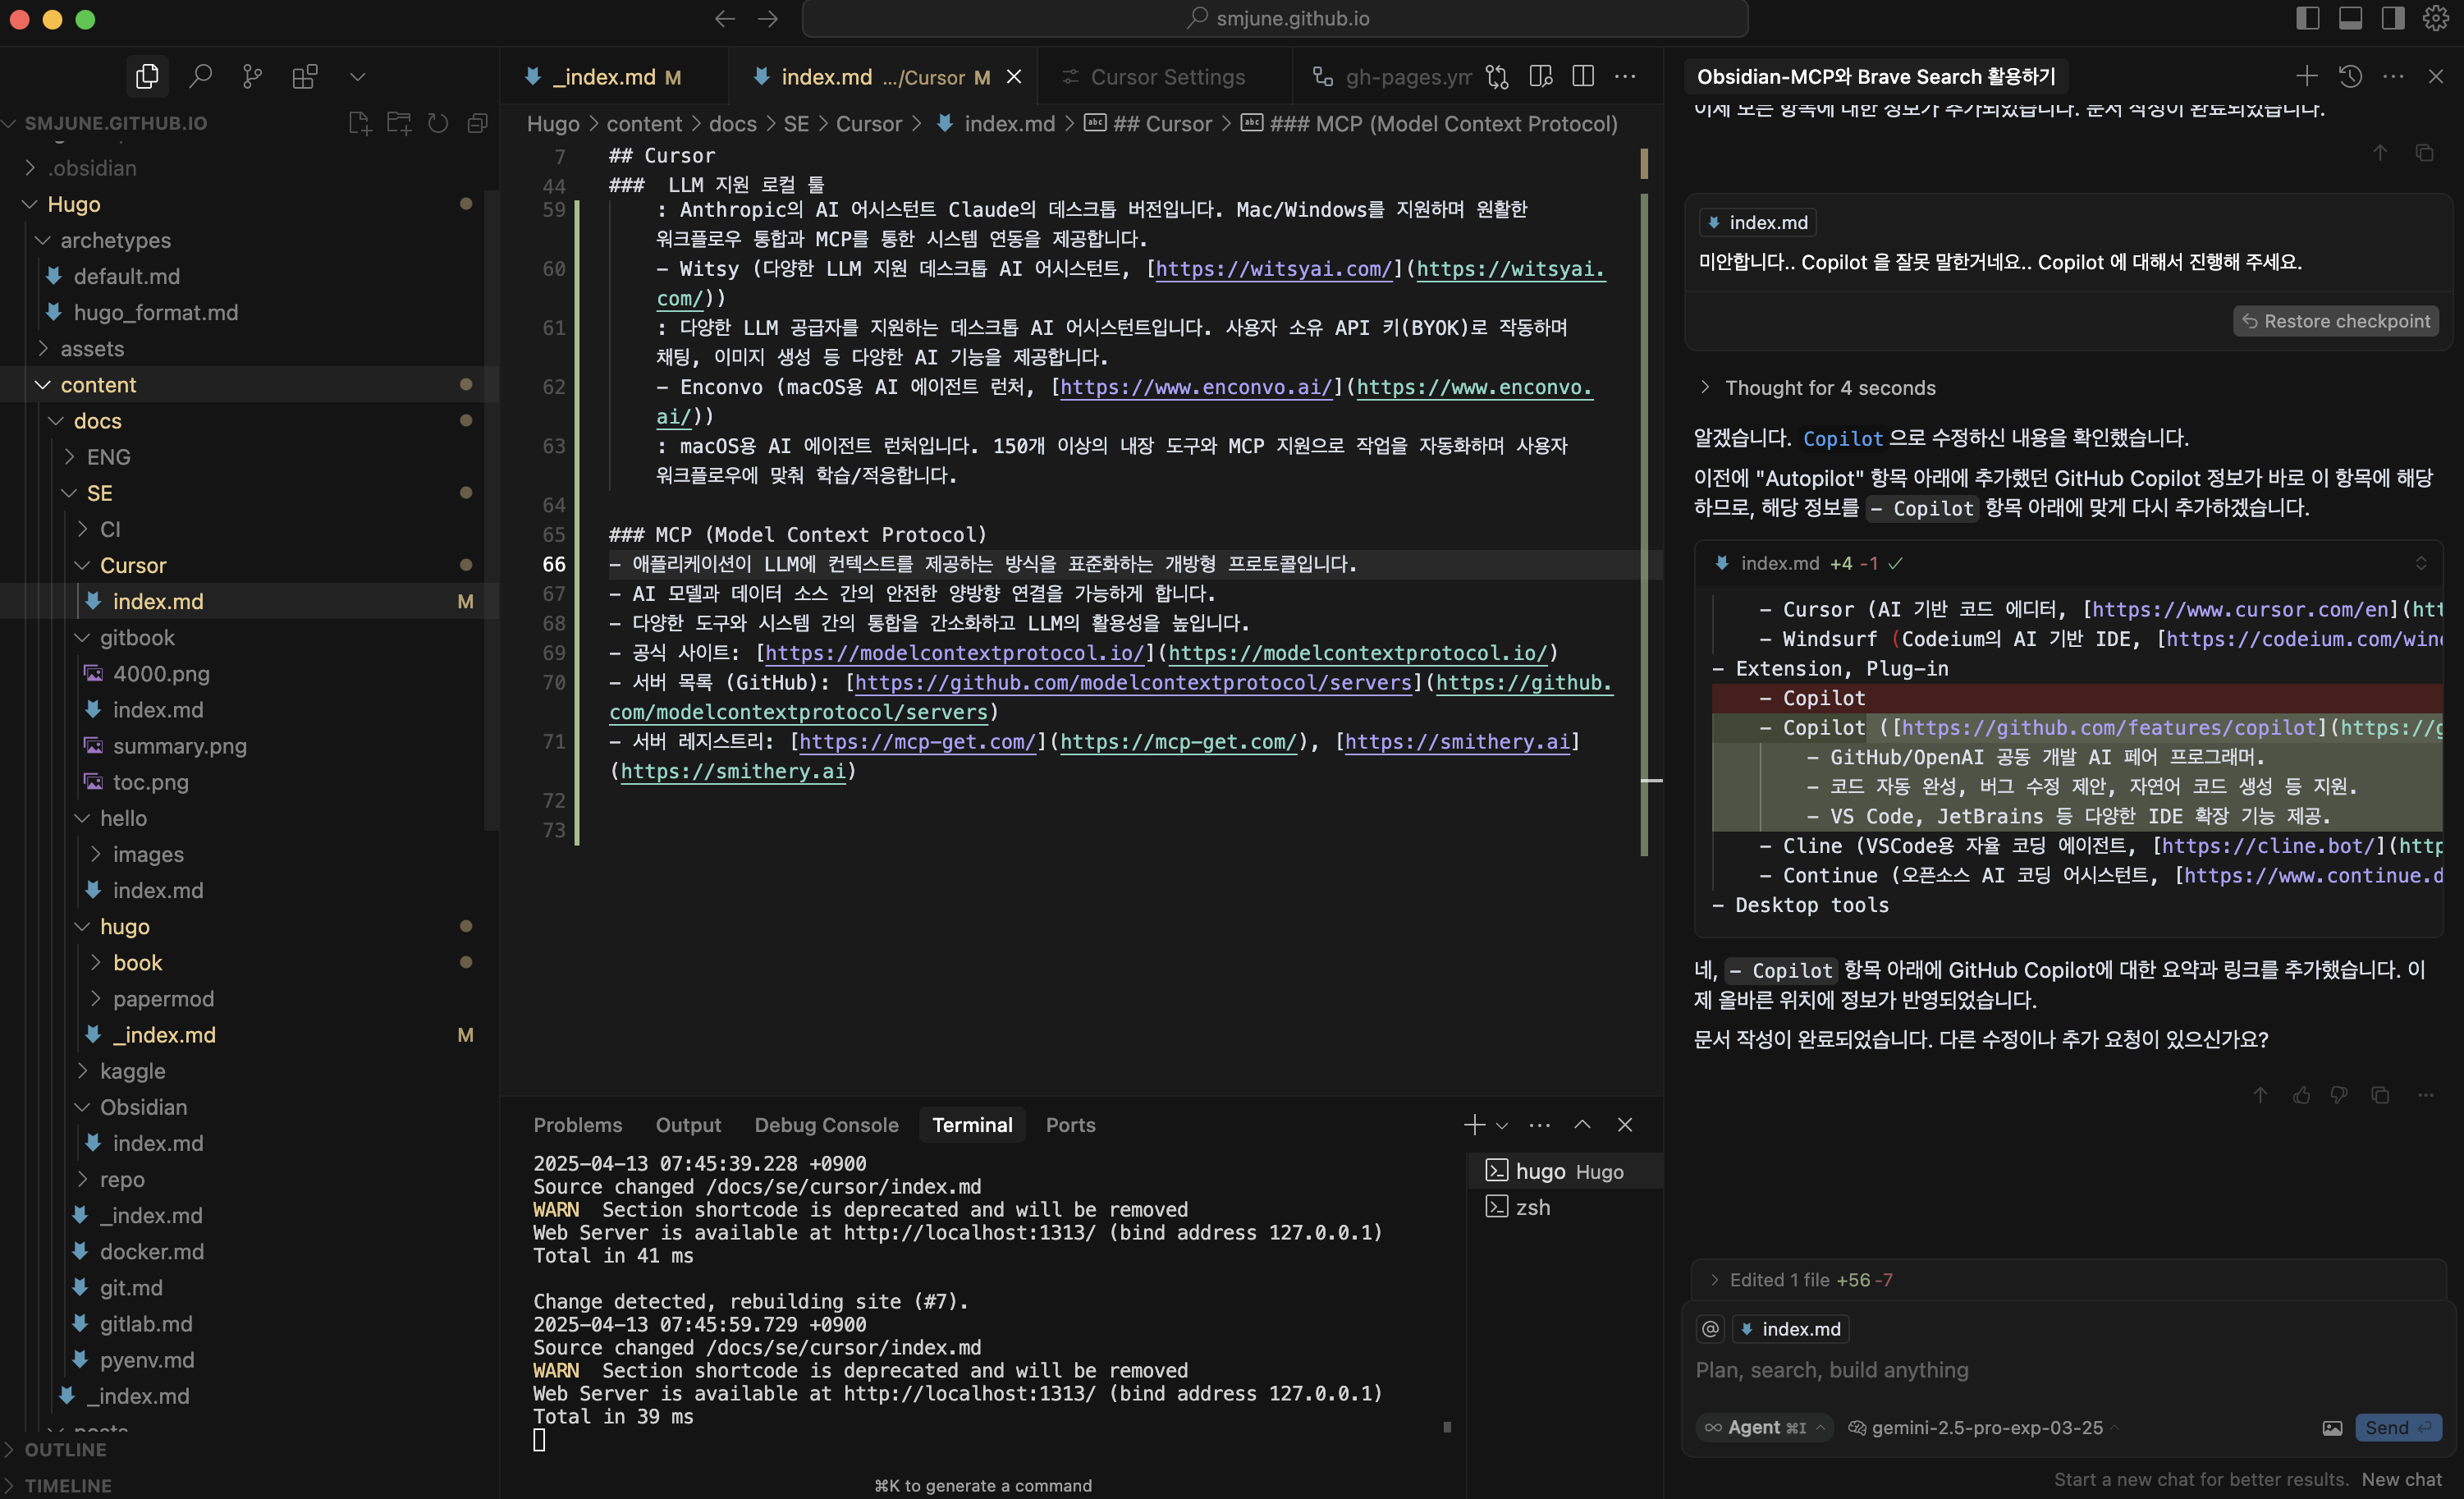 smjune.github.io
SMJUNE.GITHUB.IO
.obsidian
Hugo
archetypes
default.md
hugo_format.md
assets
content
docs
ENG
SE
CI
Cursor
index.md M
gitbook
4000.png
index.md
summary.png
toc.png
hello
images
index.md
hugo
book
papermod
_index.md M
kaggle
Obsidian
index.md
repo
_index.md
docker.md
git.md
gitlab.md
pyenv.md
_index.md
posts
OUTLINE
TIMELINE
_index.md M
index.md .../Cursor M
Cursor Settings
gh-pages.ym
Hugo > content > docs > SE > Cursor > index.md > ## Cursor > ### MCP (Model Context Protocol)
7 ## Cursor
44 ### LLM 지원 로컬 툴
59 : Anthropic의 AI 어시스턴트 Claude의 데스크톱 버전입니다. Mac/Windows를 지원하며 원활한
워크플로우 통합과 MCP를 통한 시스템 연동을 제공합니다.
60 - Witsy (다양한 LLM 지원 데스크톱 AI 어시스턴트, [https://witsyai.com/](https://witsyai.
com/))
61 : 다양한 LLM 공급자를 지원하는 데스크톱 AI 어시스턴트입니다. 사용자 소유 API 키(BYOK)로 작동하며
채팅, 이미지 생성 등 다양한 AI 기능을 제공합니다.
62 - Enconvo (macOS용 AI 에이전트 런처, [https://www.enconvo.ai/](https://www.enconvo.
ai/))
63 : macOS용 AI 에이전트 런처입니다. 150개 이상의 내장 도구와 MCP 지원으로 작업을 자동화하며 사용자
워크플로우에 맞춰 학습/적응합니다.
64
65 ### MCP (Model Context Protocol)
66 - 애플리케이션이 LLM에 컨텍스트를 제공하는 방식을 표준화하는 개방형 프로토콜입니다.
67 - AI 모델과 데이터 소스 간의 안전한 양방향 연결을 가능하게 합니다.
68 - 다양한 도구와 시스템 간의 통합을 간소화하고 LLM의 활용성을 높입니다.
69 - 공식 사이트: [https://modelcontextprotocol.io/](https://modelcontextprotocol.io/)
70 - 서버 목록 (GitHub): [https://github.com/modelcontextprotocol/servers](https://github.
com/modelcontextprotocol/servers)
71 - 서버 레지스트리: [https://mcp-get.com/](https://mcp-get.com/), [https://smithery.ai]
(https://smithery.ai)
72
73
Problems Output Debug Console Terminal Ports
2025-04-13 07:45:39.228 +0900
Source changed /docs/se/cursor/index.md
WARN Section shortcode is deprecated and will be removed
Web Server is available at http://localhost:1313/ (bind address 127.0.0.1)
Total in 41 ms
Change detected, rebuilding site (#7).
2025-04-13 07:45:59.729 +0900
Source changed /docs/se/cursor/index.md
WARN Section shortcode is deprecated and will be removed
Web Server is available at http://localhost:1313/ (bind address 127.0.0.1)
Total in 39 ms
⌘K to generate a command
hugo Hugo
zsh
Obsidian-MCP와 Brave Search 활용하기
이제 모든 항목에 대한 정보가 추가되었습니다. 문서 작성이 완료되었습니다.
index.md
미안합니다.. Copilot 을 잘못 말한거네요.. Copilot 에 대해서 진행해 주세요.
Restore checkpoint
Thought for 4 seconds
알겠습니다. Copilot 으로 수정하신 내용을 확인했습니다.
이전에 "Autopilot" 항목 아래에 추가했던 GitHub Copilot 정보가 바로 이 항목에 해당
하므로, 해당 정보를 - Copilot 항목 아래에 맞게 다시 추가하겠습니다.
index.md +4 -1
- Cursor (AI 기반 코드 에디터, [https://www.cursor.com/en](htt
- Windsurf (Codeium의 AI 기반 IDE, [https://codeium.com/wind
- Extension, Plug-in
- Copilot
- Copilot ([https://github.com/features/copilot](https://g
- GitHub/OpenAI 공동 개발 AI 페어 프로그래머.
- 코드 자동 완성, 버그 수정 제안, 자연어 코드 생성 등 지원.
- VS Code, JetBrains 등 다양한 IDE 확장 기능 제공.
- Cline (VSCode용 자율 코딩 에이전트, [https://cline.bot/](http
- Continue (오픈소스 AI 코딩 어시스턴트, [https://www.continue.d
- Desktop tools
네, - Copilot 항목 아래에 GitHub Copilot에 대한 요약과 링크를 추가했습니다. 이
제 올바른 위치에 정보가 반영되었습니다.
문서 작성이 완료되었습니다. 다른 수정이나 추가 요청이 있으신가요?
Edited 1 file +56 -7
@ index.md
Plan, search, build anything
Agent ⌘I
gemini-2.5-pro-exp-03-25
Send
Start a new chat for better results. New chat